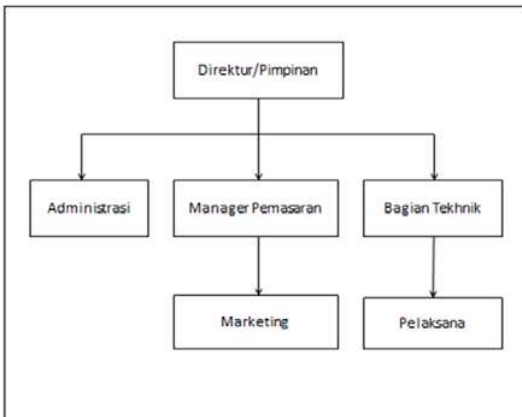 Direktur/Pimpinan
Administrasi
Manager Pemasaran
Bagian Tekhnik
Marketing
Pelaksana